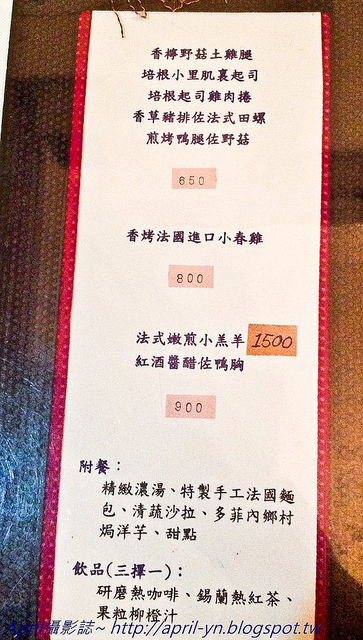 香檸野菇土雞腿
培根小里肌裏起司
培根起司雞肉捲
香草豬排佐法式田螺
煎烤鴨腿佐野菇
650
香烤法國進口小春雞
800
法式嫩煎小羔羊 1500
紅酒醬醋佐鴨胸
900
附餐：
精緻濃湯、特製手工法國麵
包、清蔬沙拉、多菲內鄉村
焗洋芋、甜點
飲品(三擇一)：
研磨熱咖啡、錫蘭熱紅茶、
果粒柳橙汁
April攝影誌~ http://april-yn.blogspot.tw